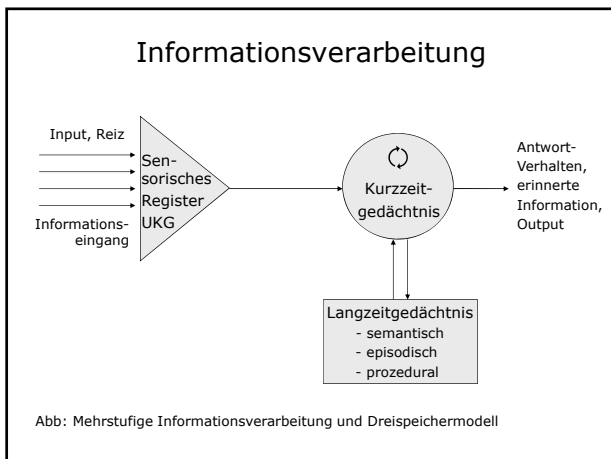 Informationsverarbeitung
Input, Reiz
Informations-
eingang
Sen-
sorisches
Register
UKG
Kurzzeit-
gedächtnis
Antwort-
Verhalten,
erinnerte
Information,
Output
Langzeitgedächtnis
- semantisch
- episodisch
- prozedural
Abb: Mehrstufige Informationsverarbeitung und Dreispeichermodell